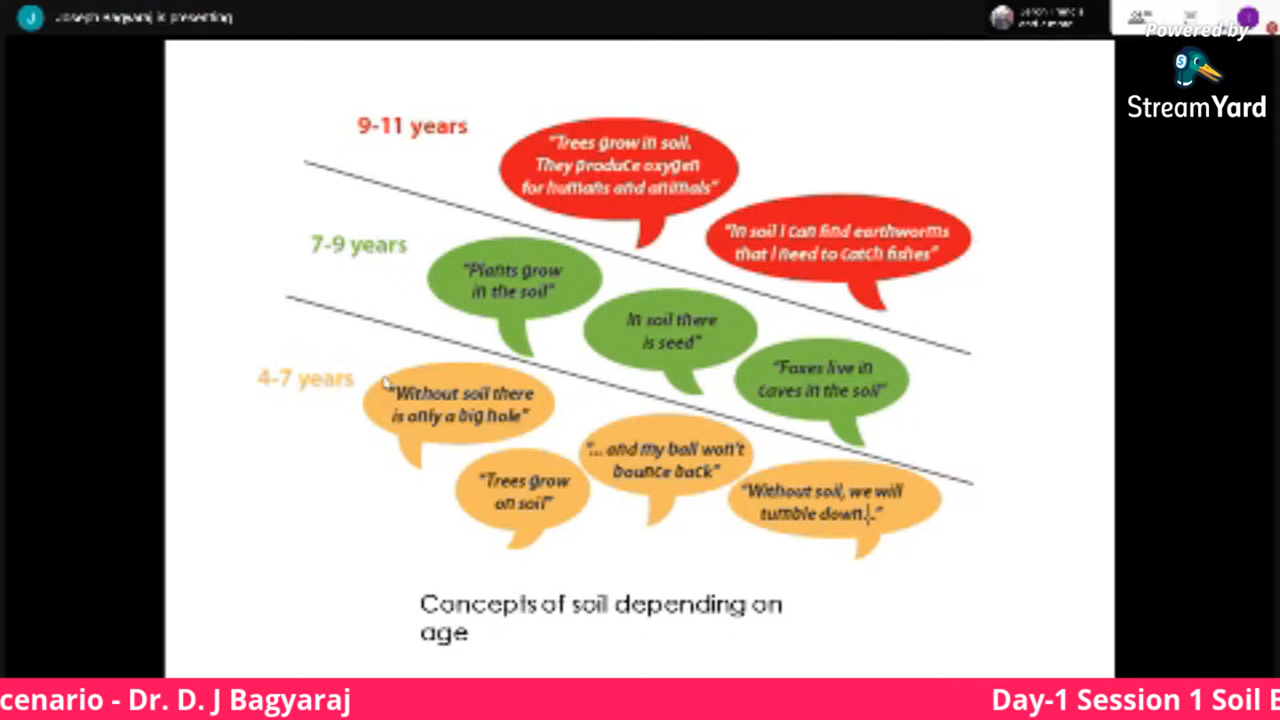 J
Joseph Bagyaraj is presenting
Powered by
StreamYard
9-11 years
"Trees grow in soil.
They produce oxygen
for humans and animals"
"In soil I can find earthworms
that I need to catch fishes"
7-9 years
"Plants grow
in the soil"
In soil there
is seed"
"Foxes live in
caves in the soil"
4-7 years
"Without soil there
is only a big hole"
"... and my ball won't
bounce back"
"Trees grow
on soil"
"Without soil, we will
tumble down..."
Concepts of soil depending on
age
cenario - Dr. D. J Bagyaraj
Day-1 Session 1 Soil